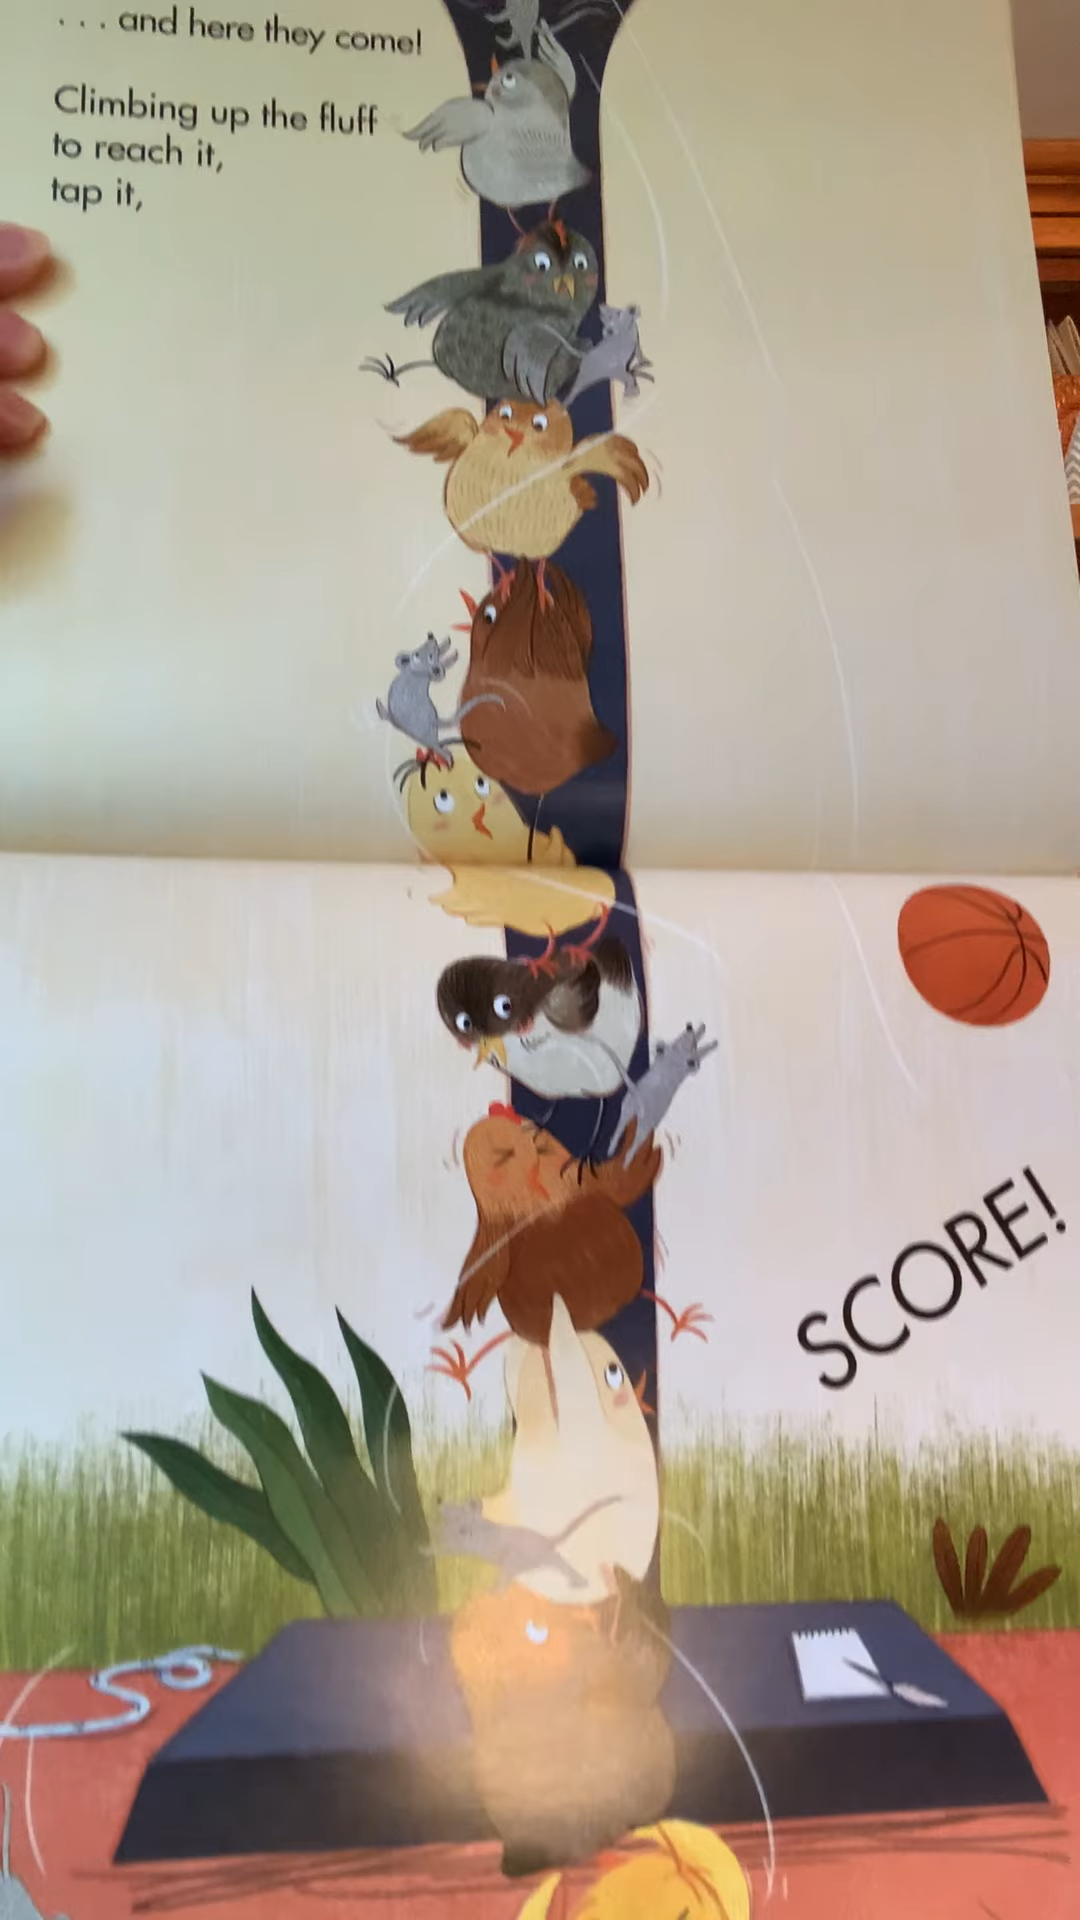 . . . and here they come!
Climbing up the fluff
to reach it,
tap it,
SCORE!